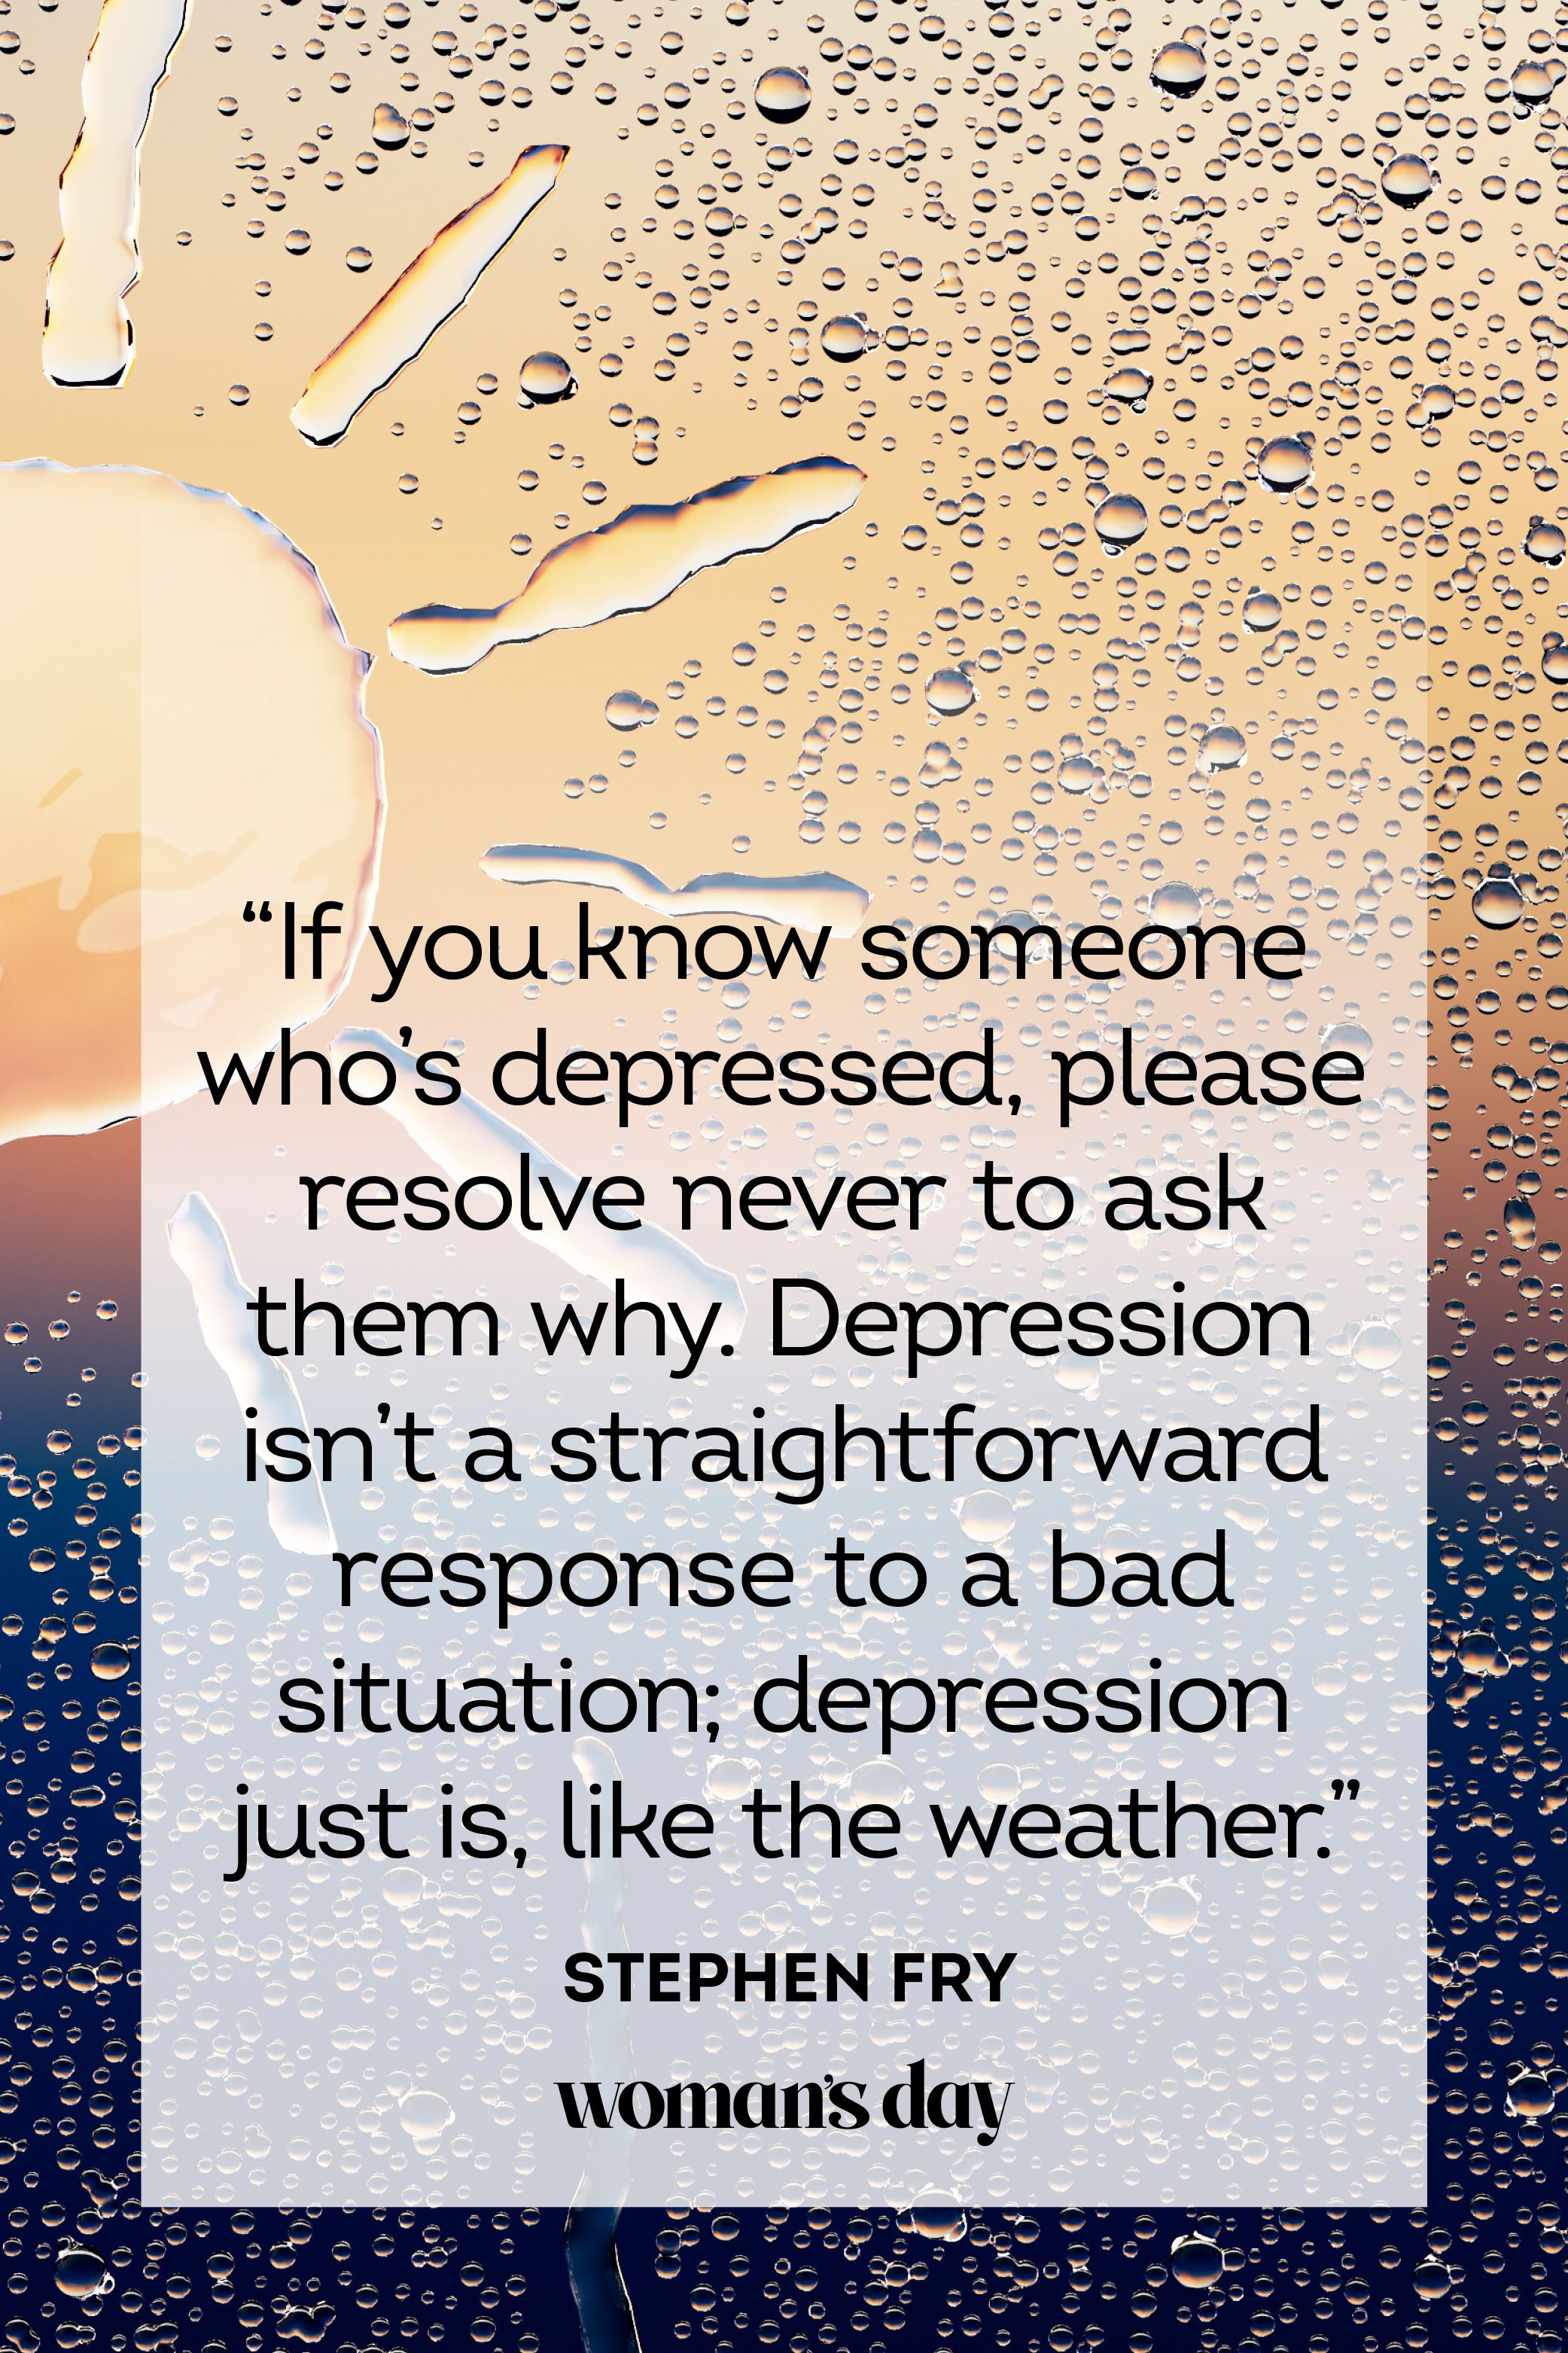 “If you know someone
who’s depressed, please
resolve never to ask
them why. Depression
isn’t a straightforward
response to a bad
situation; depression
just is, like the weather.”
STEPHEN FRY
woman’s day